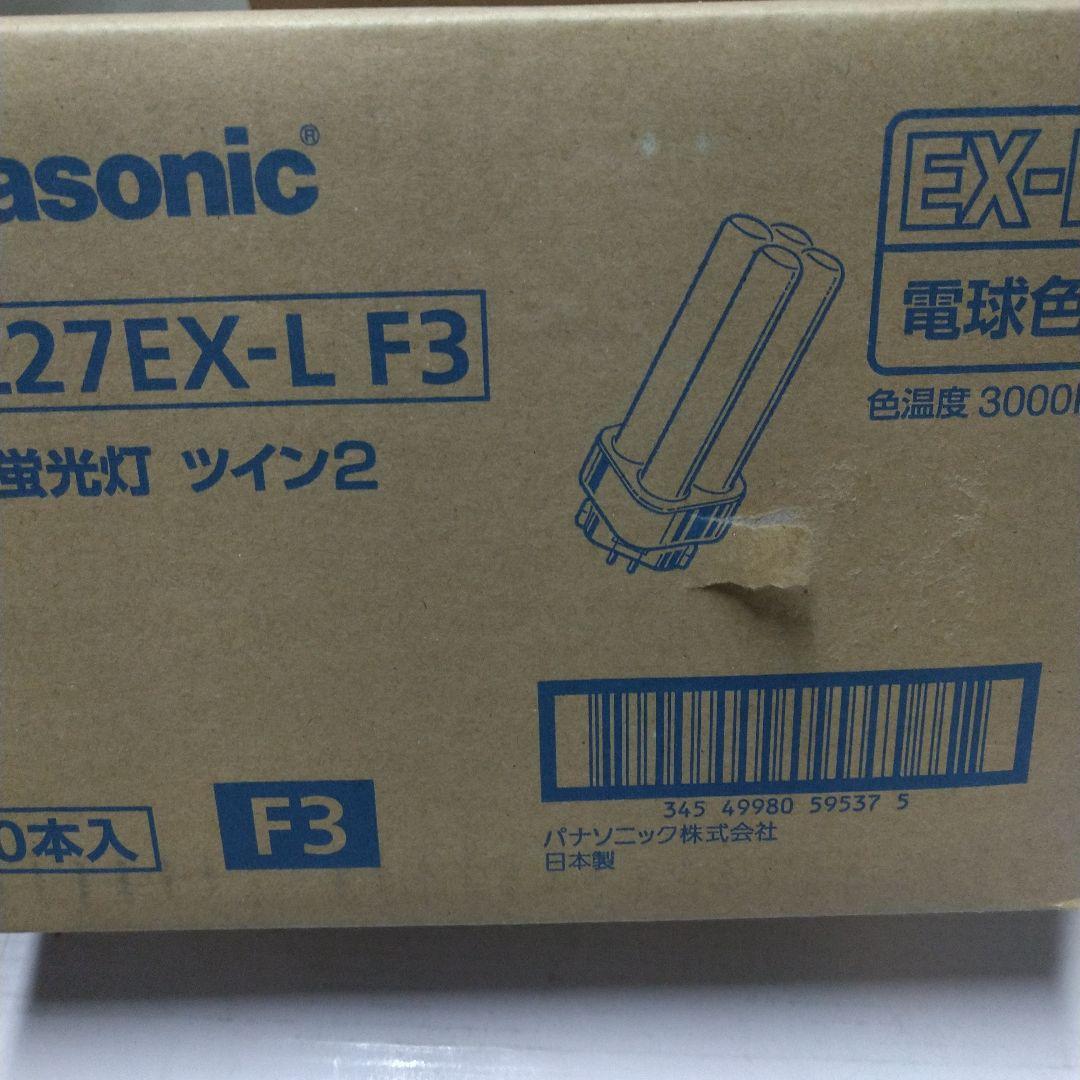 asonic®
27EX-L F3
蛍光灯 ツイン2
EX-
電球色
色温度 3000
345 49980 59537 5
パナソニック株式会社
日本製
0本入
F3